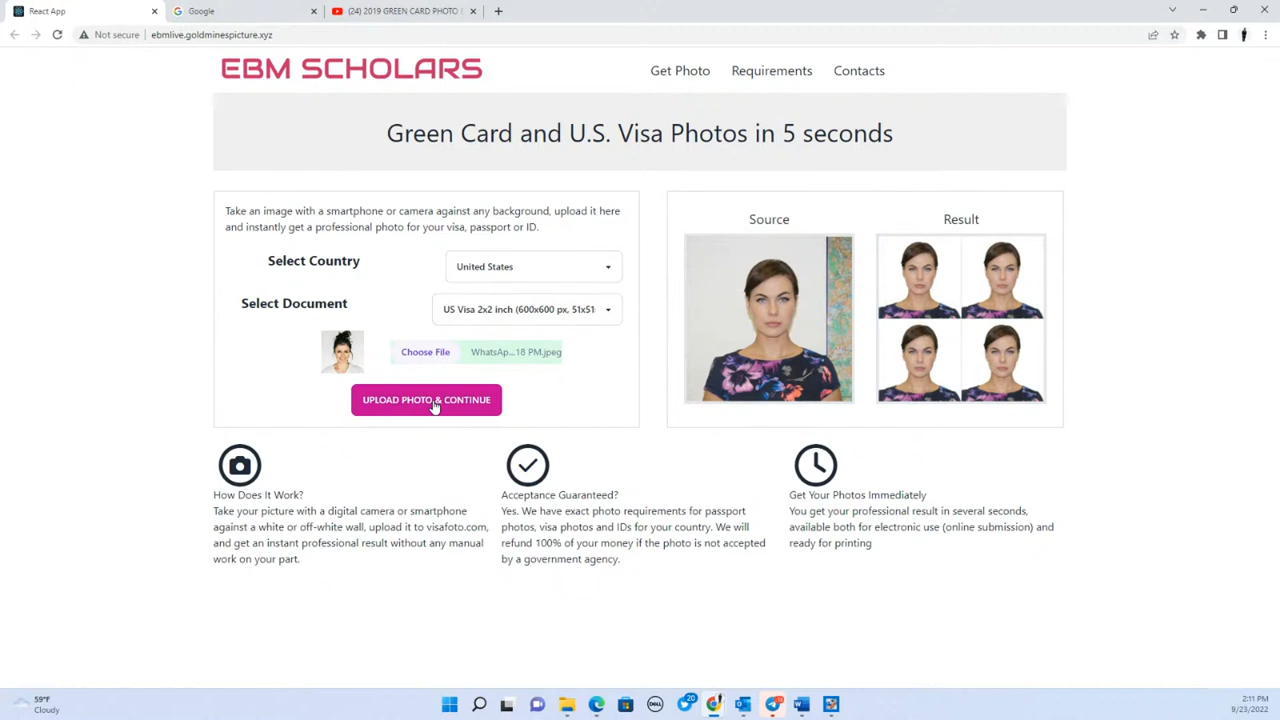 React App
Google
(24) 2019 GREEN CARD PHOTO
Not secure
ebmlive.goldminespicture.xyz
EBM SCHOLARS
Get Photo
Requirements
Contacts
Green Card and U.S. Visa Photos in 5 seconds
Take an image with a smartphone or camera against any background, upload it here
and instantly get a professional photo for your visa, passport or ID.
Select Country
United States
Select Document
US Visa 2x2 inch (600x600 px, 51x51
Choose File
WhatsAp...18 PM.jpeg
UPLOAD PHOTO & CONTINUE
Source
Result
How Does It Work?
Take your picture with a digital camera or smartphone
against a white or off-white wall, upload it to visafoto.com,
and get an instant professional result without any manual
work on your part.
Acceptance Guaranteed?
Yes. We have exact photo requirements for passport
photos, visa photos and IDs for your country. We will
refund 100% of your money if the photo is not accepted
by a government agency.
Get Your Photos Immediately
You get your professional result in several seconds,
available both for electronic use (online submission) and
ready for printing
59°F
Cloudy
DELL
20
2:11 PM
9/23/2022